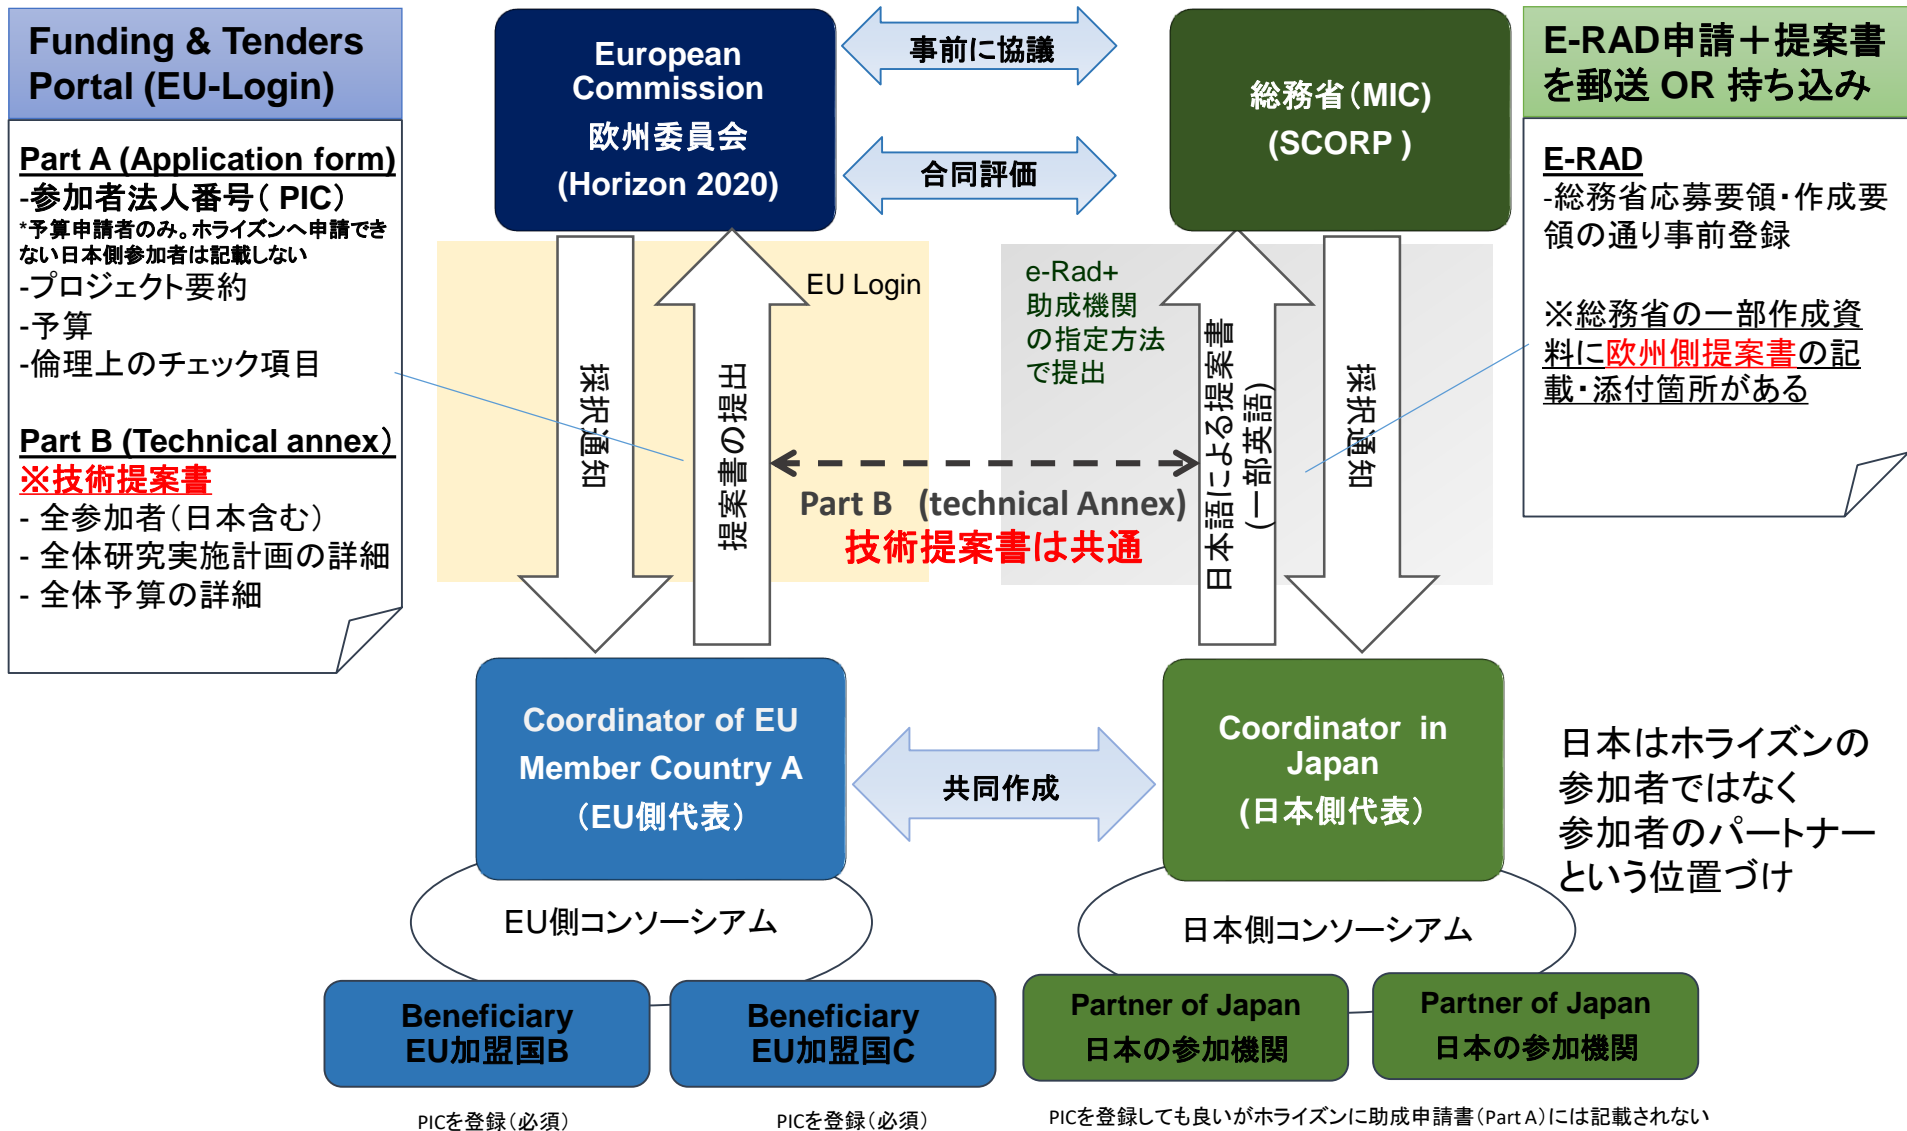 Funding & Tenders
Portal (EU-Login)
Part A (Application form)
-参加者法人番号( PIC)
*予算申請者のみ。ホライズンへ申請でき
ない日本側参加者は記載しない
-プロジェクト要約
-予算
-倫理上のチェック項目
Part B (Technical annex)
※技術提案書
- 全参加者(日本含む)
- 全体研究実施計画の詳細
- 全体予算の詳細
European
Commission
欧州委員会
(Horizon 2020)
事前に協議
合同評価
総務省(MIC)
(SCORP )
E-RAD申請＋提案書
を郵送 OR 持ち込み
E-RAD
-総務省応募要領・作成要
領の通り事前登録
※総務省の一部作成資
料に欧州側提案書の記
載・添付箇所がある
採択通知
提案書の提出
EU Login
e-Rad+
助成機関
の指定方法
で提出
日本語による提案書
(一部英語)
採択通知
Part B (technical Annex)
技術提案書は共通
Coordinator of EU
Member Country A
(EU側代表)
共同作成
Coordinator in
Japan
(日本側代表)
日本はホライズンの
参加者ではなく
参加者のパートナー
という位置づけ
EU側コンソーシアム
日本側コンソーシアム
Beneficiary
EU加盟国B
Beneficiary
EU加盟国C
Partner of Japan
日本の参加機関
Partner of Japan
日本の参加機関
PICを登録(必須)
PICを登録(必須)
PICを登録しても良いがホライズンに助成申請書(Part A)には記載されない